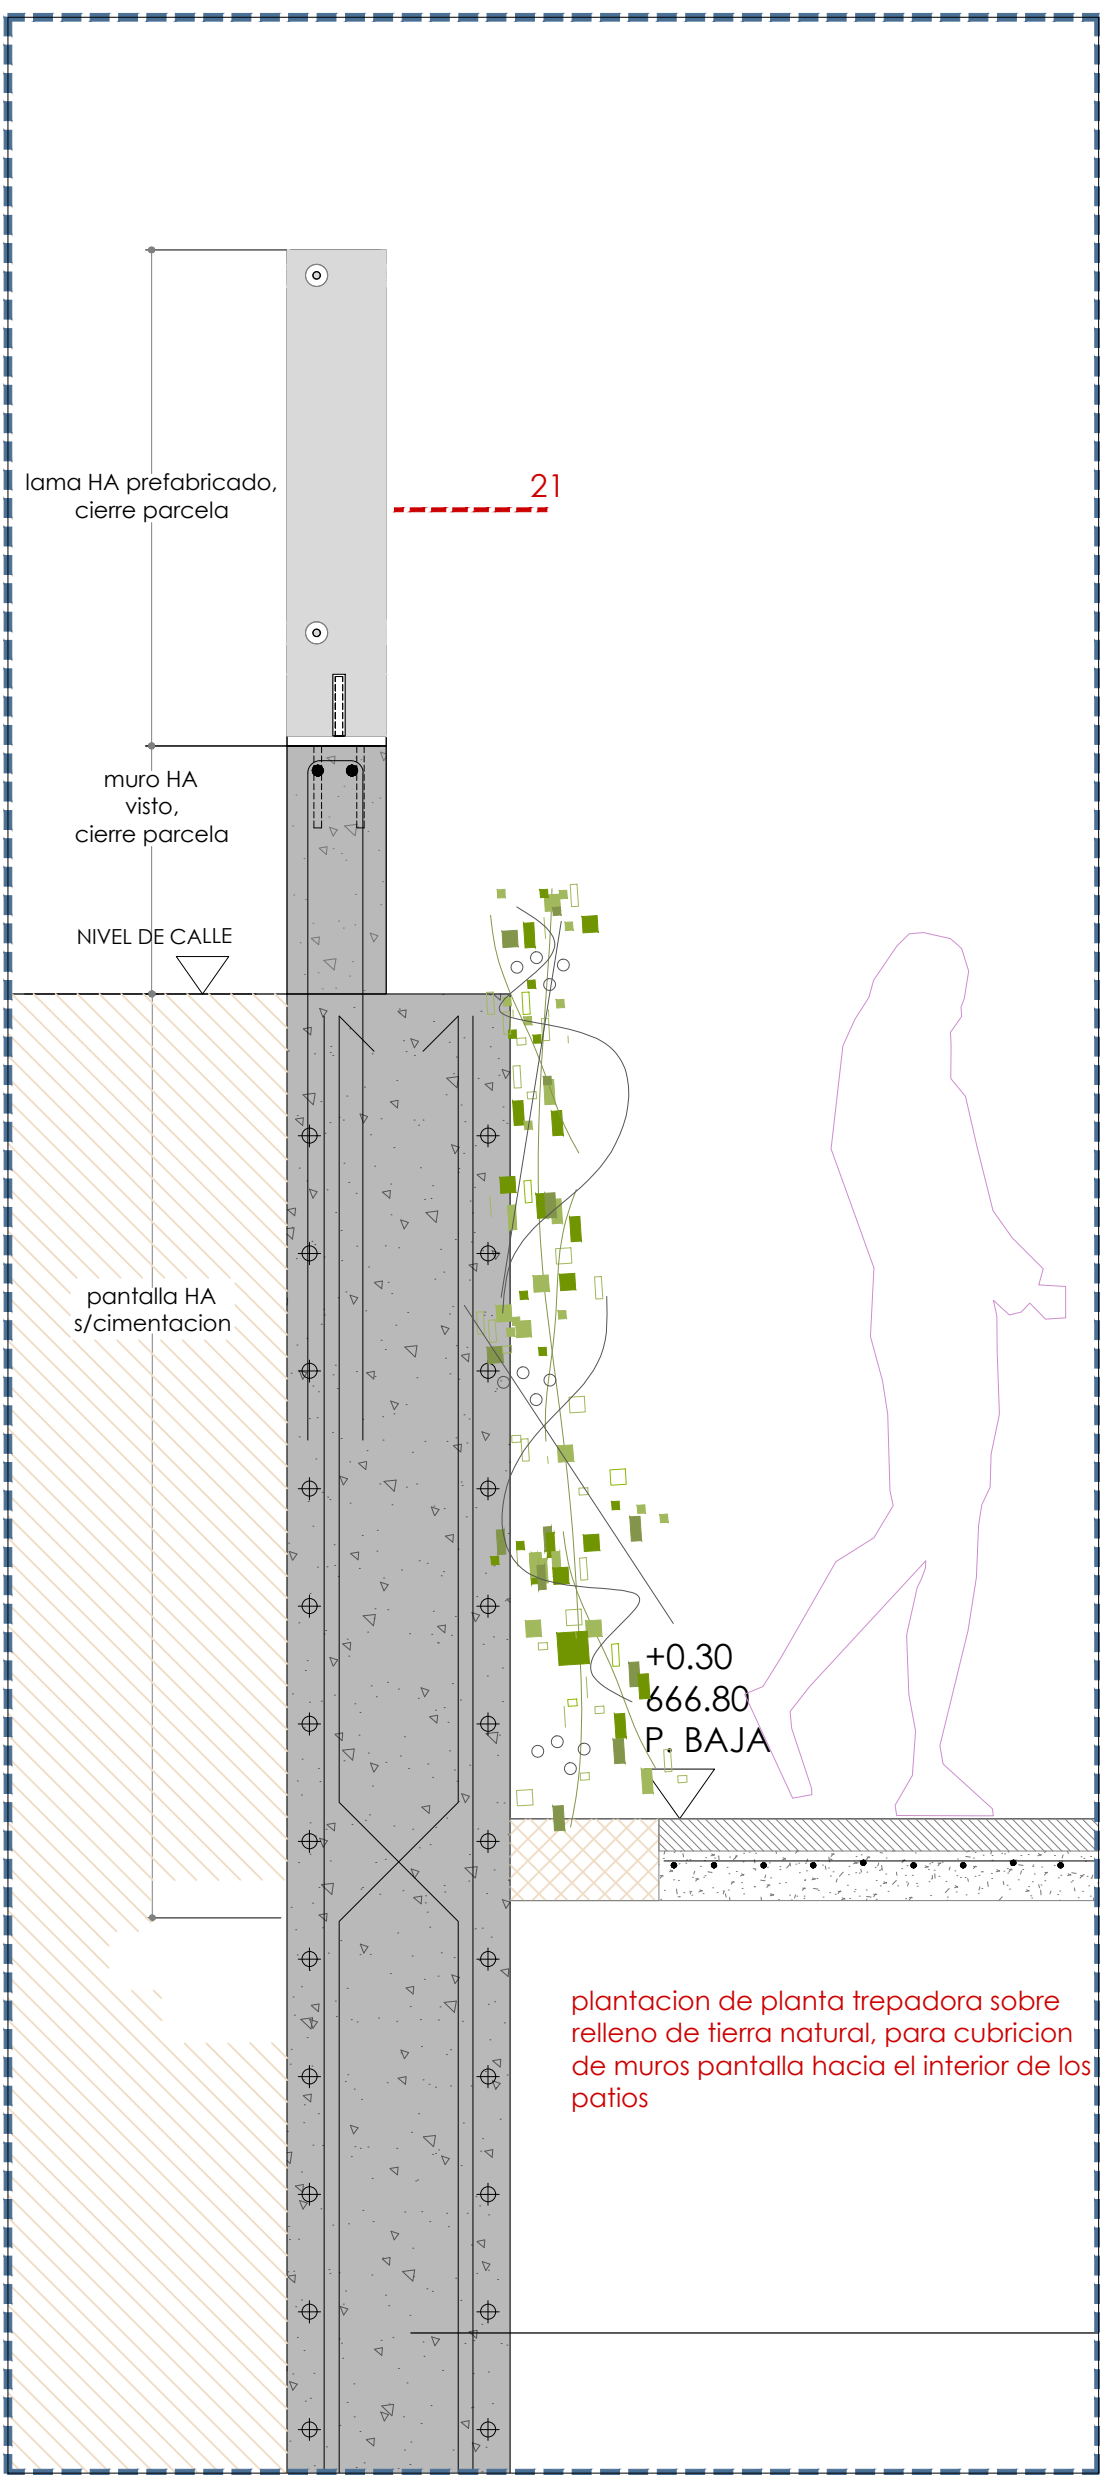 lama HA prefabricado,
cierre parcela
21
muro HA
visto,
cierre parcela
NIVEL DE CALLE
pantalla HA
s/cimentacion
+0.30
666.80
P. BAJA
plantacion de planta trepadora sobre
relleno de tierra natural, para cubricion
de muros pantalla hacia el interior de los
patios